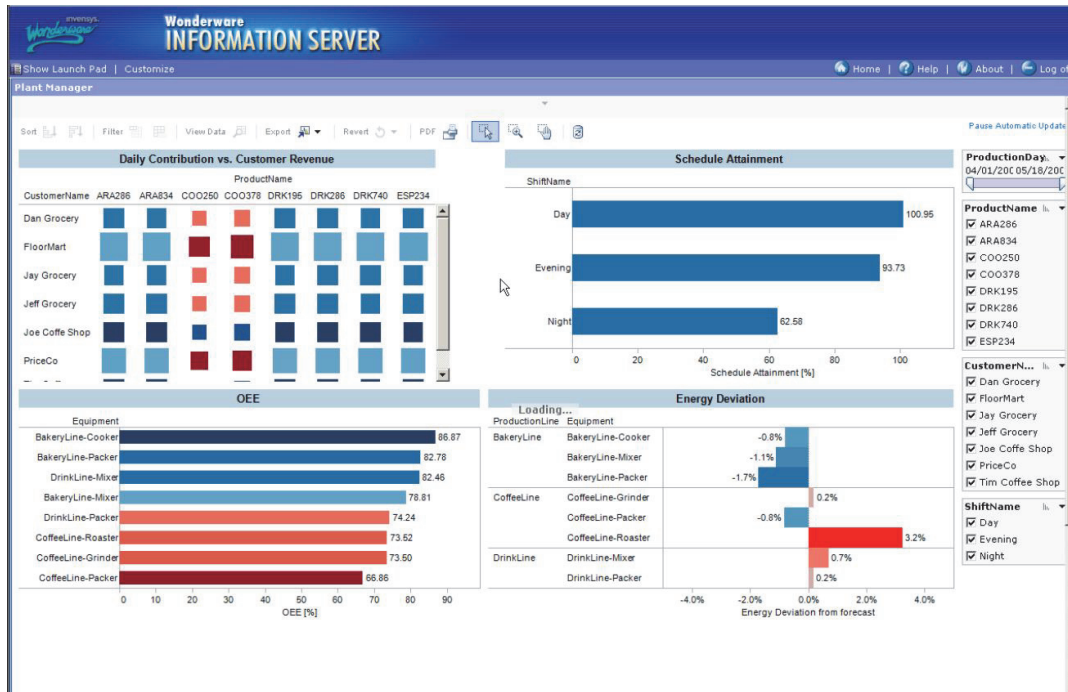 invensys.
Wonderware
Wonderware
INFORMATION SERVER
Show Launch Pad | Customize
Home | Help | About | Log of
Plant Manager
Sort Filter View Data Export Revert PDF
Pause Automatic Update
Daily Contribution vs. Customer Revenue
ProductName
CustomerName ARA286 ARA834 COO250 COO378 DRK195 DRK286 DRK740 ESP234
Dan Grocery
FloorMart
Jay Grocery
Jeff Grocery
Joe Coffe Shop
PriceCo
Schedule Attainment
ShiftName
Day 100.95
Evening 93.73
Night 62.58
0 20 40 60 80 100
Schedule Attainment [%]
OEE
Equipment
BakeryLine-Cooker 86.87
BakeryLine-Packer 82.78
DrinkLine-Mixer 82.46
BakeryLine-Mixer 78.81
DrinkLine-Packer 74.24
CoffeeLine-Roaster 73.52
CoffeeLine-Grinder 73.50
CoffeeLine-Packer 66.86
0 10 20 30 40 50 60 70 80 90
OEE [%]
Energy Deviation
Loading...
ProductionLine Equipment
BakeryLine BakeryLine-Cooker -0.8%
BakeryLine-Mixer -1.1%
BakeryLine-Packer -1.7%
CoffeeLine CoffeeLine-Grinder 0.2%
CoffeeLine-Packer -0.8%
CoffeeLine-Roaster 3.2%
DrinkLine DrinkLine-Mixer 0.7%
DrinkLine-Packer 0.2%
-4.0% -2.0% 0.0% 2.0% 4.0%
Energy Deviation from forecast
ProductionDay..
04/01/200 05/18/200
ProductName
ARA286
ARA834
COO250
COO378
DRK195
DRK286
DRK740
ESP234
CustomerN...
Dan Grocery
FloorMart
Jay Grocery
Jeff Grocery
Joe Coffe Shop
PriceCo
Tim Coffee Shop
ShiftName
Day
Evening
Night